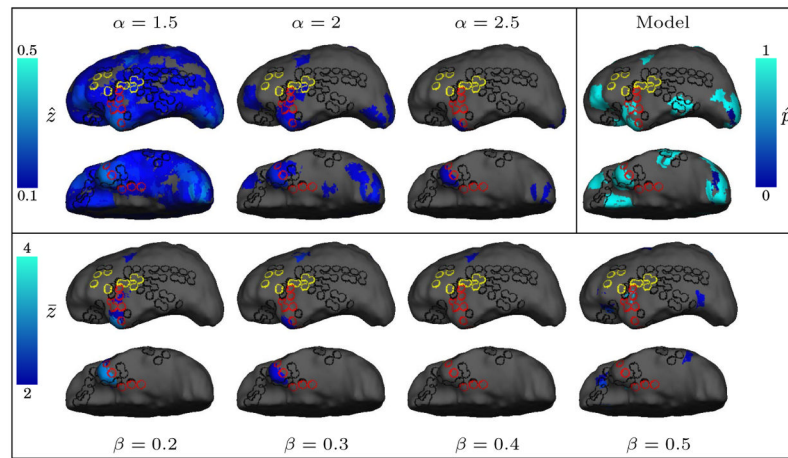 α = 1.5 α = 2 α = 2.5 Model
0.5 1
ẑ p̂
0.1 0
4
z̄
2
β = 0.2 β = 0.3 β = 0.4 β = 0.5